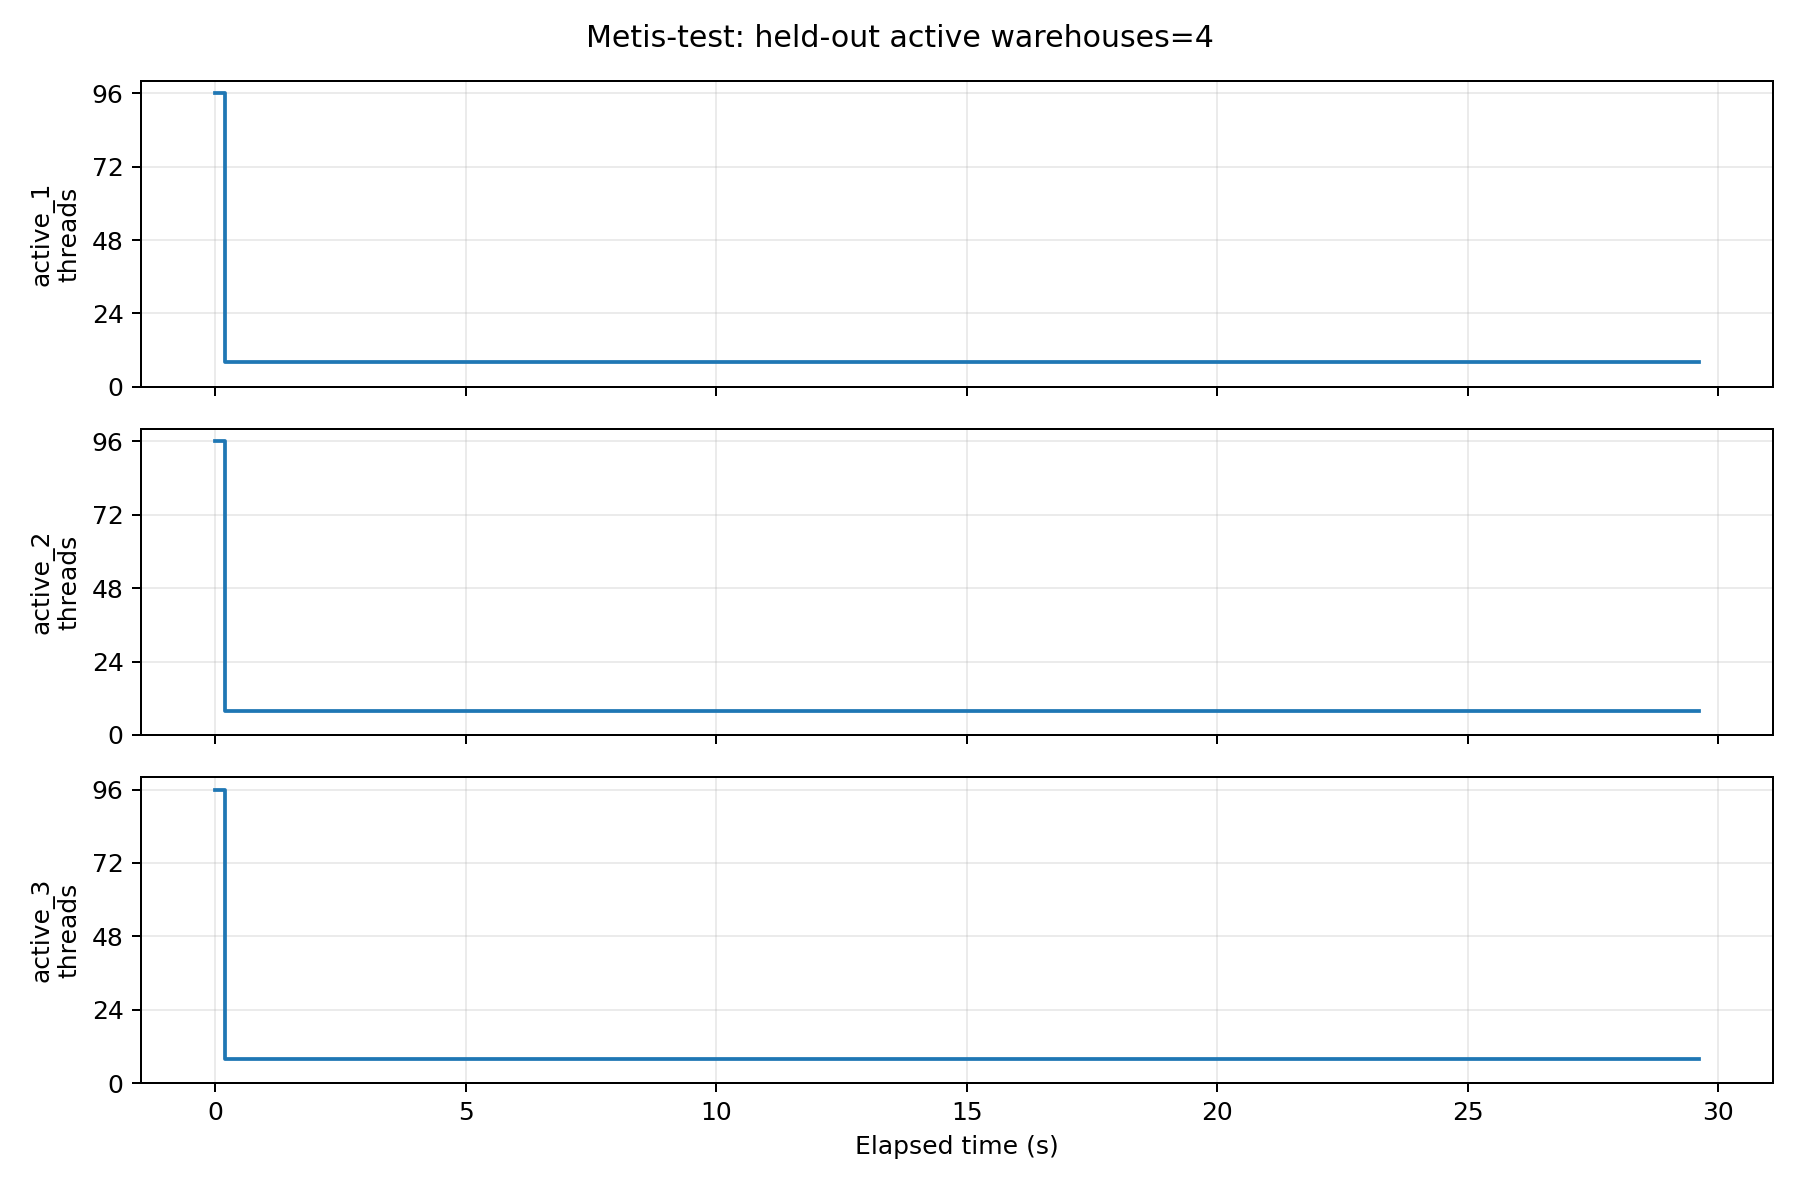 Metis-test: held-out active warehouses=4
96
72
48
24
0
active_1
threads
96
72
48
24
0
active_2
threads
96
72
48
24
0
active_3
threads
0 5 10 15 20 25 30
Elapsed time (s)